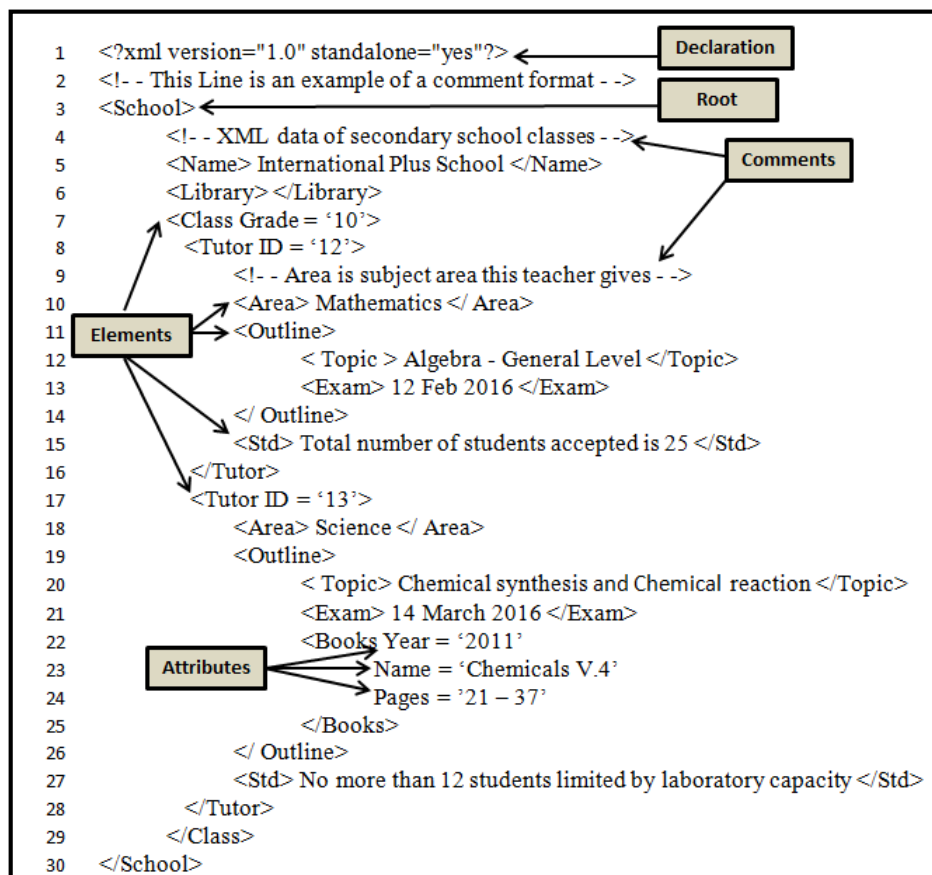 1 <?xml version="1.0" standalone="yes"?> Declaration
2 <!- - This Line is an example of a comment format - ->
3 <School> Root
4 <!- - XML data of secondary school classes - ->
5 <Name> International Plus School </Name> Comments
6 <Library> </Library>
7 <Class Grade = ‘10’>
8 <Tutor ID = ‘12’>
9 <!- - Area is subject area this teacher gives - ->
10 <Area> Mathematics </ Area>
11 Elements <Outline>
12 < Topic > Algebra - General Level </Topic>
13 <Exam> 12 Feb 2016 </Exam>
14 </ Outline>
15 <Std> Total number of students accepted is 25 </Std>
16 </Tutor>
17 <Tutor ID = ‘13’>
18 <Area> Science </ Area>
19 <Outline>
20 < Topic> Chemical synthesis and Chemical reaction </Topic>
21 <Exam> 14 March 2016 </Exam>
22 <Books Year = ‘2011’
23 Attributes Name = ‘Chemicals V.4’
24 Pages = ’21 – 37’
25 </Books>
26 </ Outline>
27 <Std> No more than 12 students limited by laboratory capacity </Std>
28 </Tutor>
29 </Class>
30 </School>